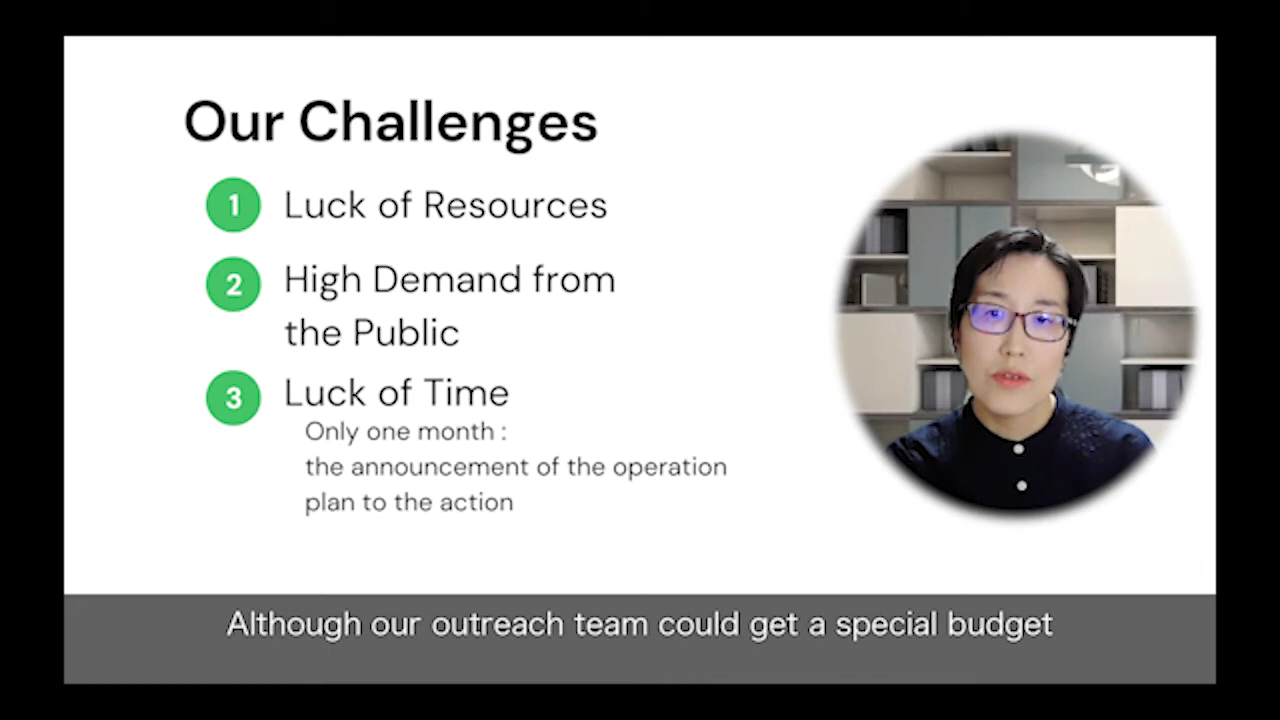 Our Challenges
1 Luck of Resources
2 High Demand from
the Public
3 Luck of Time
Only one month :
the announcement of the operation
plan to the action
Although our outreach team could get a special budget